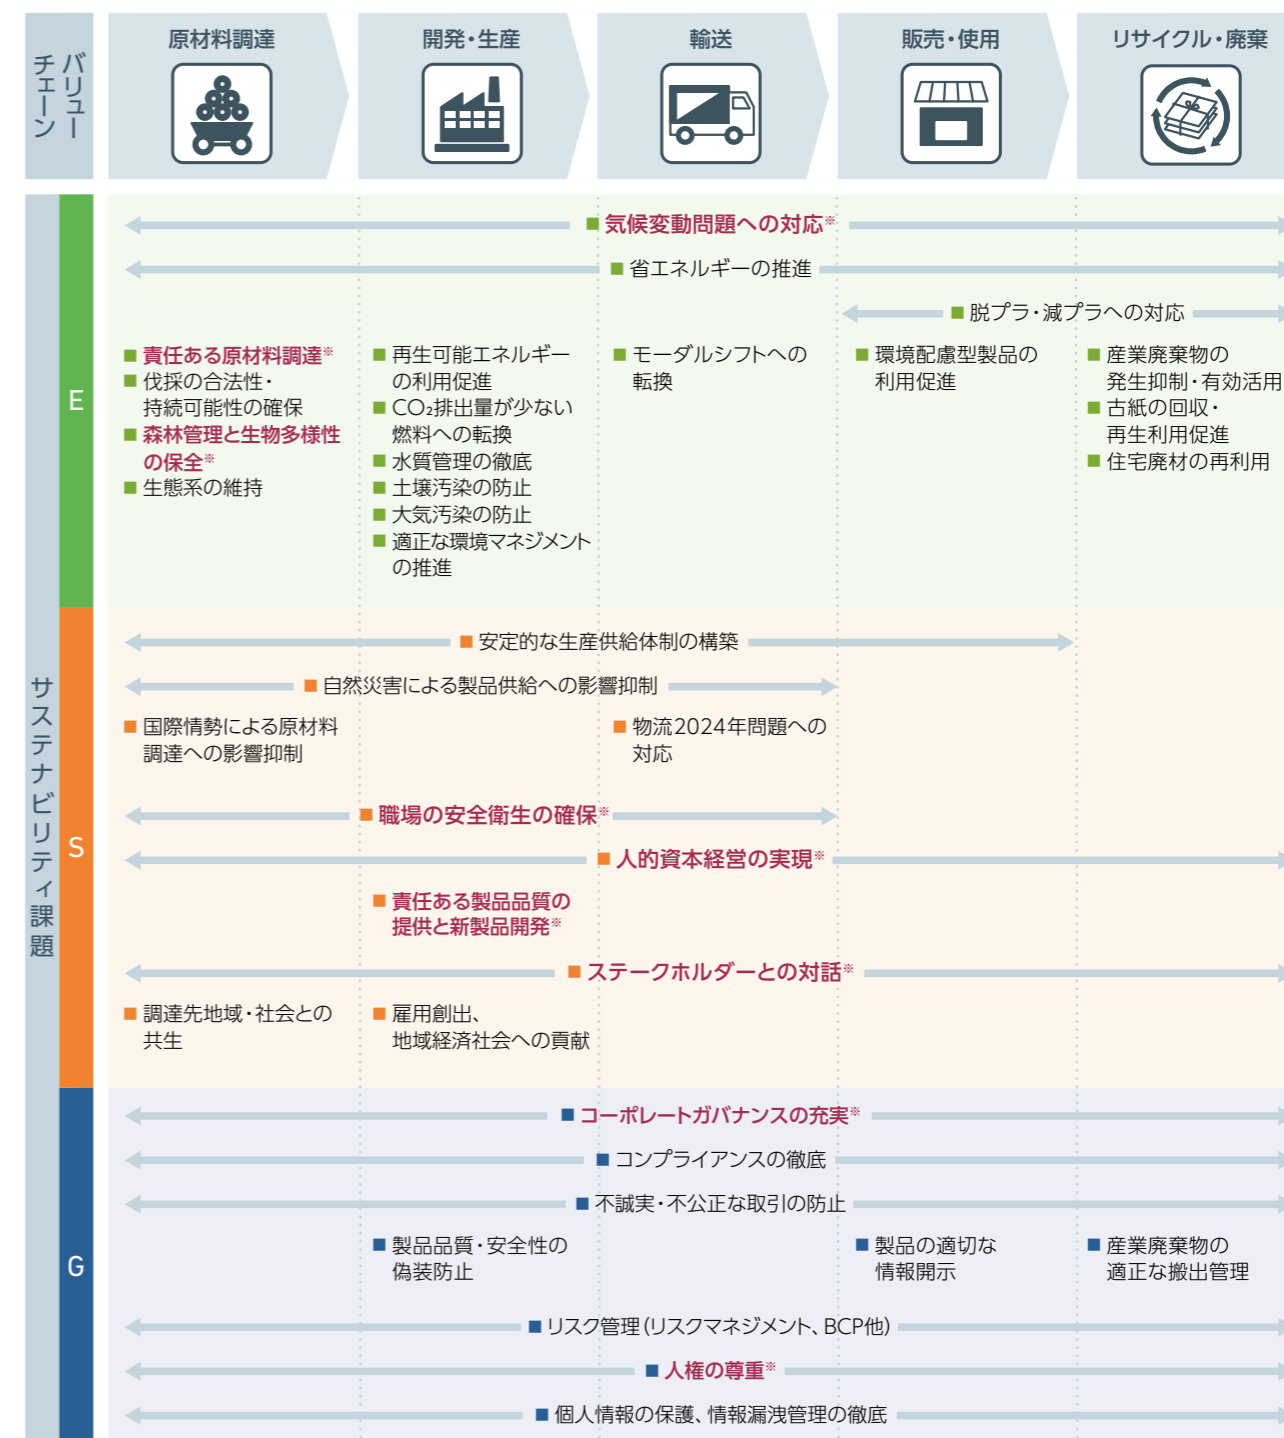 バリュー
チェーン
原材料調達
開発・生産
輸送
販売・使用
リサイクル・廃棄
サステナビリティ課題
E
■ 気候変動問題への対応※
■ 省エネルギーの推進
■ 脱プラ・減プラへの対応
■ 責任ある原材料調達※
■ 伐採の合法性・
持続可能性の確保
■ 森林管理と生物多様性
の保全※
■ 生態系の維持
■ 再生可能エネルギー
の利用促進
■ CO₂排出量が少ない
燃料への転換
■ 水質管理の徹底
■ 土壌汚染の防止
■ 大気汚染の防止
■ 適正な環境マネジメント
の推進
■ モーダルシフトへの
転換
■ 環境配慮型製品の
利用促進
■ 産業廃棄物の
発生抑制・有効活用
■ 古紙の回収・
再生利用促進
■ 住宅廃材の再利用
S
■ 安定的な生産供給体制の構築
■ 自然災害による製品供給への影響抑制
■ 国際情勢による原材料
調達への影響抑制
■ 物流2024年問題への
対応
■ 職場の安全衛生の確保※
■ 人的資本経営の実現※
■ 責任ある製品品質の
提供と新製品開発※
■ ステークホルダーとの対話※
■ 調達先地域・社会との
共生
■ 雇用創出、
地域経済社会への貢献
G
■ コーポレートガバナンスの充実※
■ コンプライアンスの徹底
■ 不誠実・不公正な取引の防止
■ 製品品質・安全性の
偽装防止
■ 製品の適切な
情報開示
■ 産業廃棄物の
適正な搬出管理
■ リスク管理（リスクマネジメント、BCP他）
■ 人権の尊重※
■ 個人情報の保護、情報漏洩管理の徹底